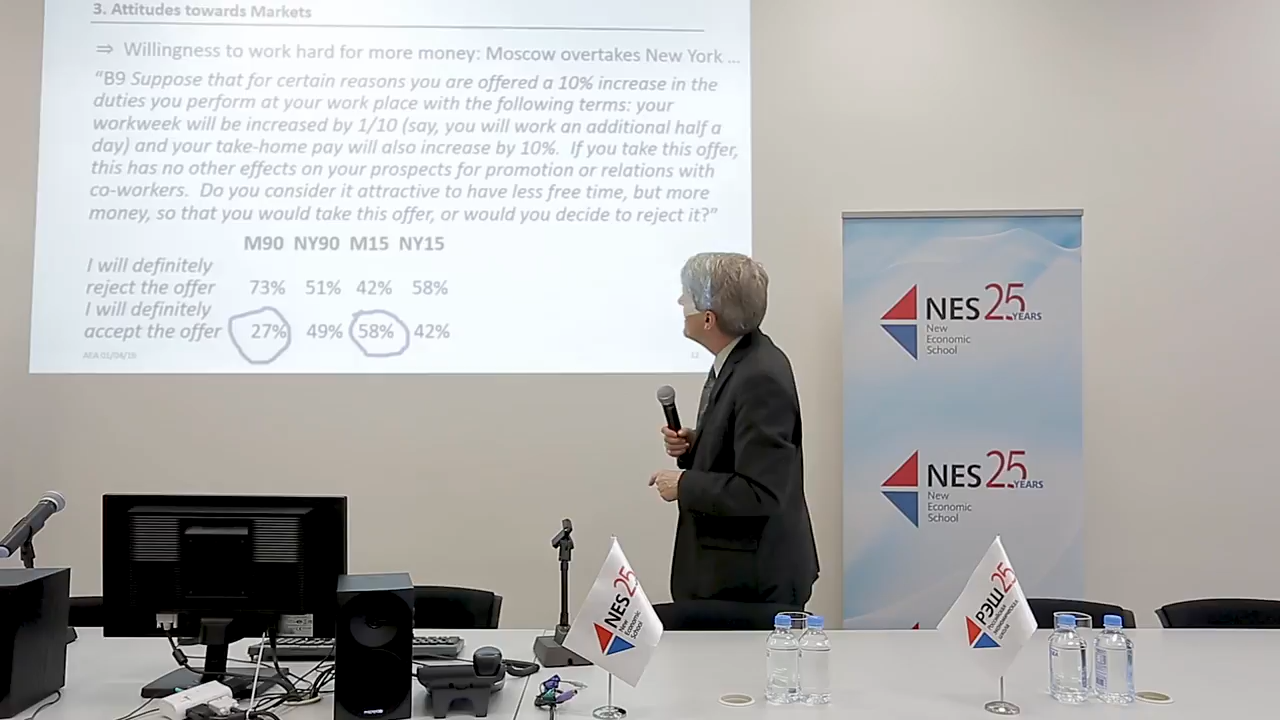 3. Attitudes towards Markets
⇒ Willingness to work hard for more money: Moscow overtakes New York ...
“B9 Suppose that for certain reasons you are offered a 10% increase in the
duties you perform at your work place with the following terms: your
workweek will be increased by 1/10 (say, you will work an additional half a
day) and your take-home pay will also increase by 10%. If you take this offer,
this has no other effects on your prospects for promotion or relations with
co-workers. Do you consider it attractive to have less free time, but more
money, so that you would take this offer, or would you decide to reject it?”
M90 NY90 M15 NY15
I will definitely
reject the offer 73% 51% 42% 58%
I will definitely
accept the offer 27% 49% 58% 42%
AEA 01/04/16
12
NES 25
YEARS
New
Economic
School
NES 25
YEARS
New
Economic
School
NES 25
New
Economic
School
РЭШ 25